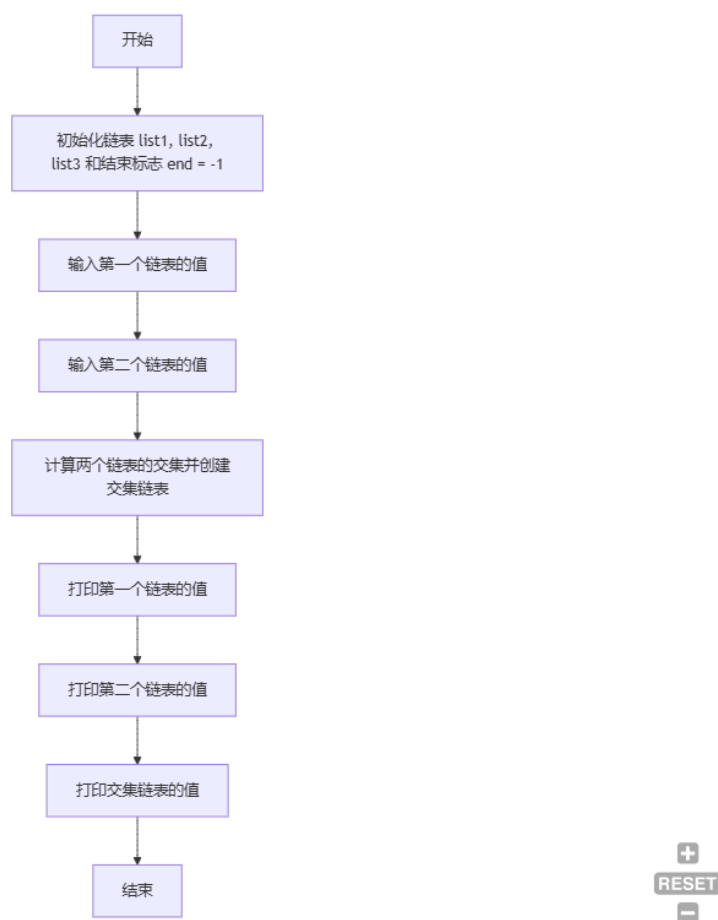 开始
初始化链表 list1, list2,
list3 和结束标志 end = -1
输入第一个链表的值
输入第二个链表的值
计算两个链表的交集并创建
交集链表
打印第一个链表的值
打印第二个链表的值
打印交集链表的值
结束
RESET